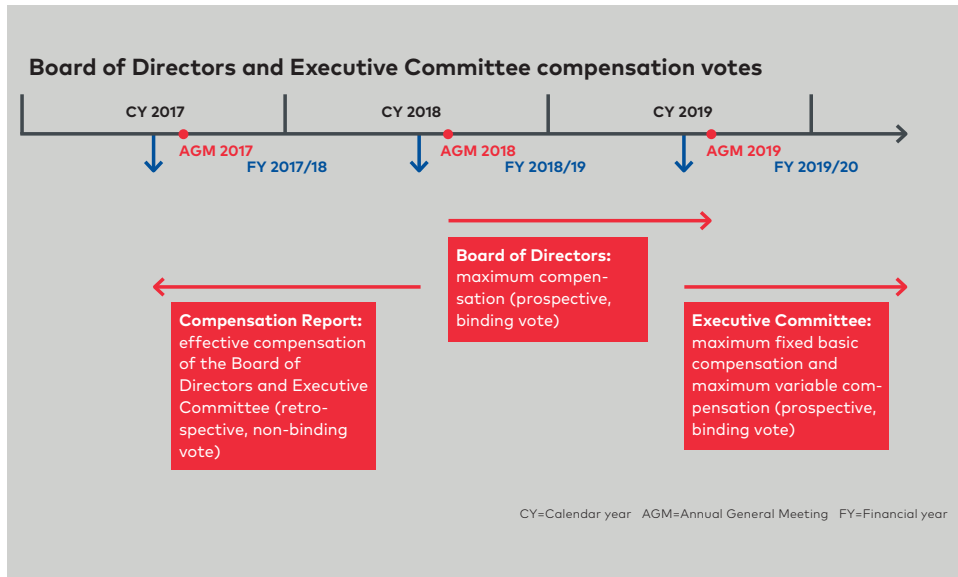 Board of Directors and Executive Committee compensation votes
CY 2017
CY 2018
CY 2019
AGM 2017
AGM 2018
AGM 2019
FY 2017/18
FY 2018/19
FY 2019/20
Board of Directors:
maximum compen-
sation (prospective,
binding vote)
Compensation Report:
effective compensation
of the Board of
Directors and Executive
Committee (retro-
spective, non-binding
vote)
Executive Committee:
maximum fixed basic
compensation and
maximum variable com-
pensation (prospective,
binding vote)
CY=Calendar year AGM=Annual General Meeting FY=Financial year